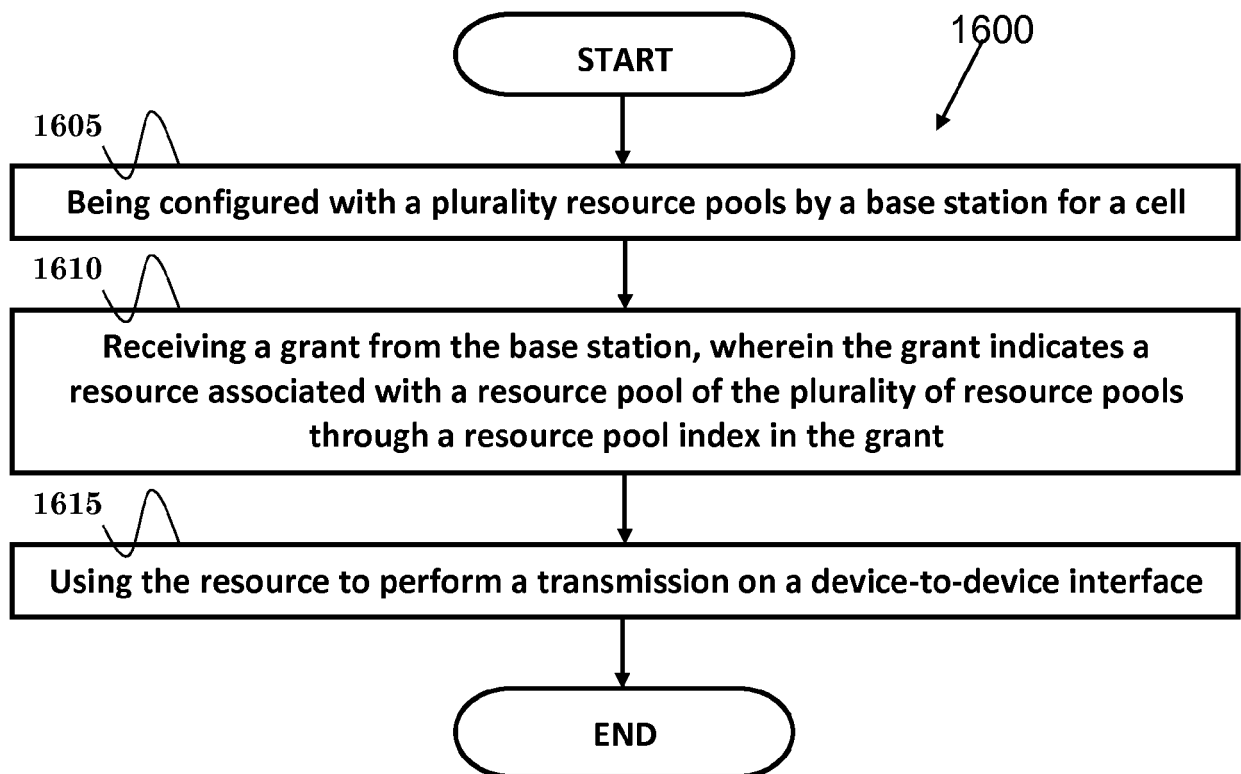 START
1600
1605
Being configured with a plurality resource pools by a base station for a cell
1610
Receiving a grant from the base station, wherein the grant indicates a
resource associated with a resource pool of the plurality of resource pools
through a resource pool index in the grant
1615
Using the resource to perform a transmission on a device-to-device interface
END